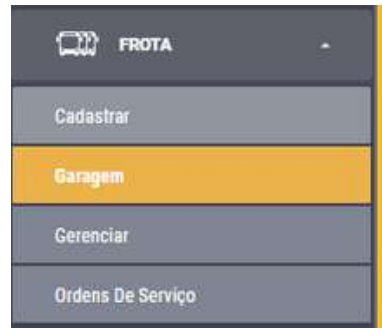 FROTA
Cadastrar
Garagem
Gerenciar
Ordens De Serviço